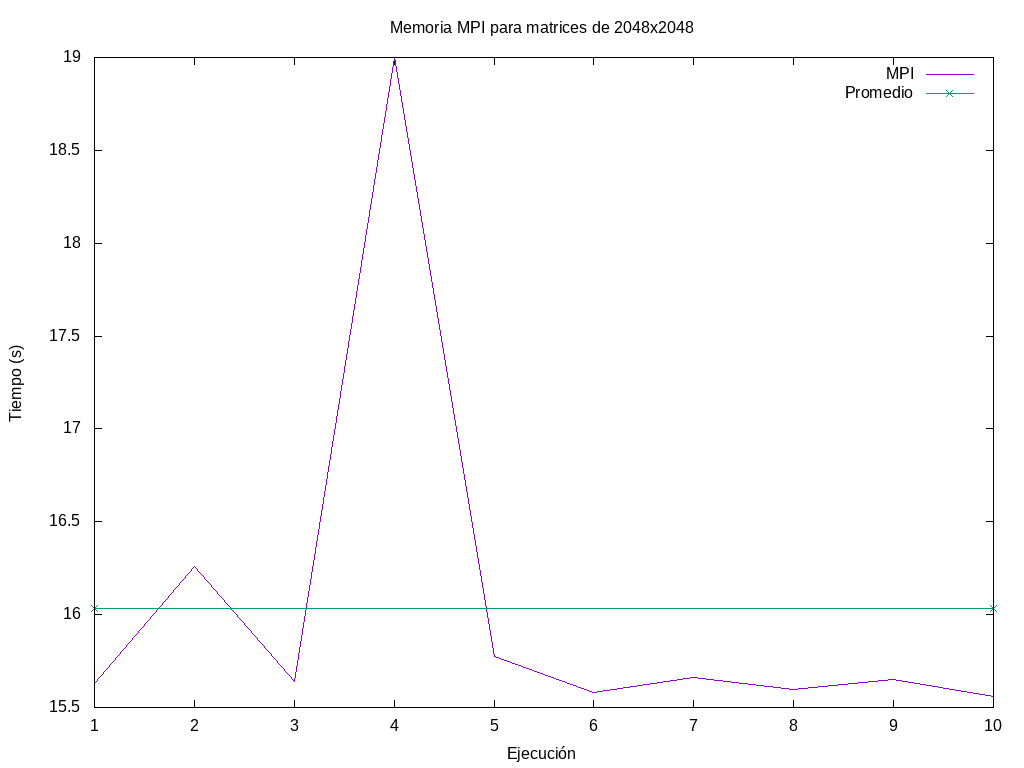 Memoria MPI para matrices de 2048x2048
MPI
Promedio
19
18.5
18
17.5
17
16.5
16
15.5
Tiempo (s)
1 2 3 4 5 6 7 8 9 10
Ejecución